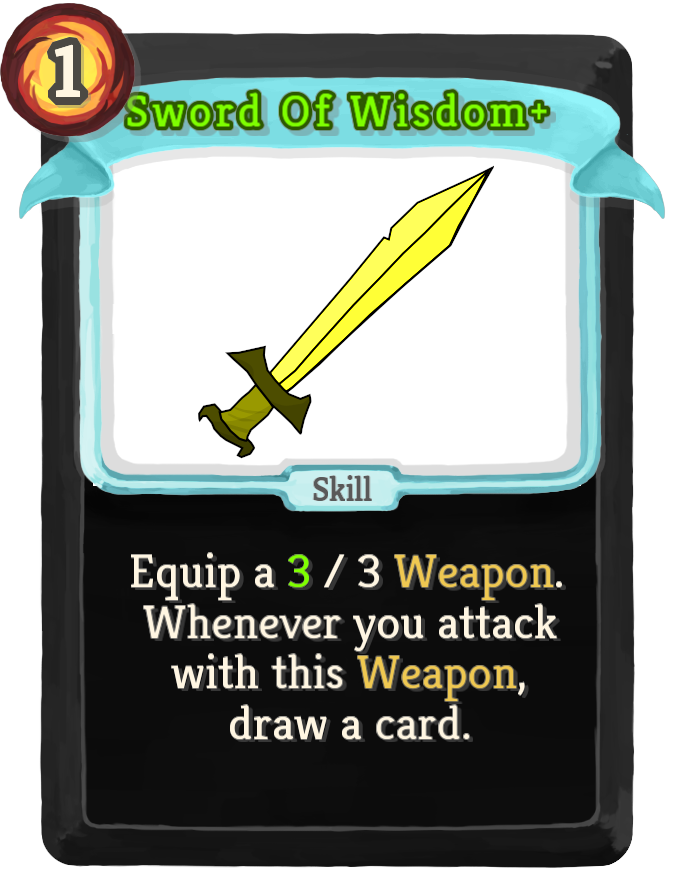 1
Sword Of Wisdom+
Skill
Equip a 3 / 3 Weapon.
Whenever you attack
with this Weapon,
draw a card.